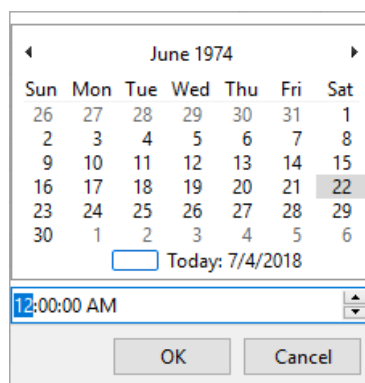 June 1974
Sun Mon Tue Wed Thu Fri Sat
26 27 28 29 30 31 1
2 3 4 5 6 7 8
9 10 11 12 13 14 15
16 17 18 19 20 21 22
23 24 25 26 27 28 29
30 1 2 3 4 5 6
Today: 7/4/2018
12:00:00 AM
OK Cancel